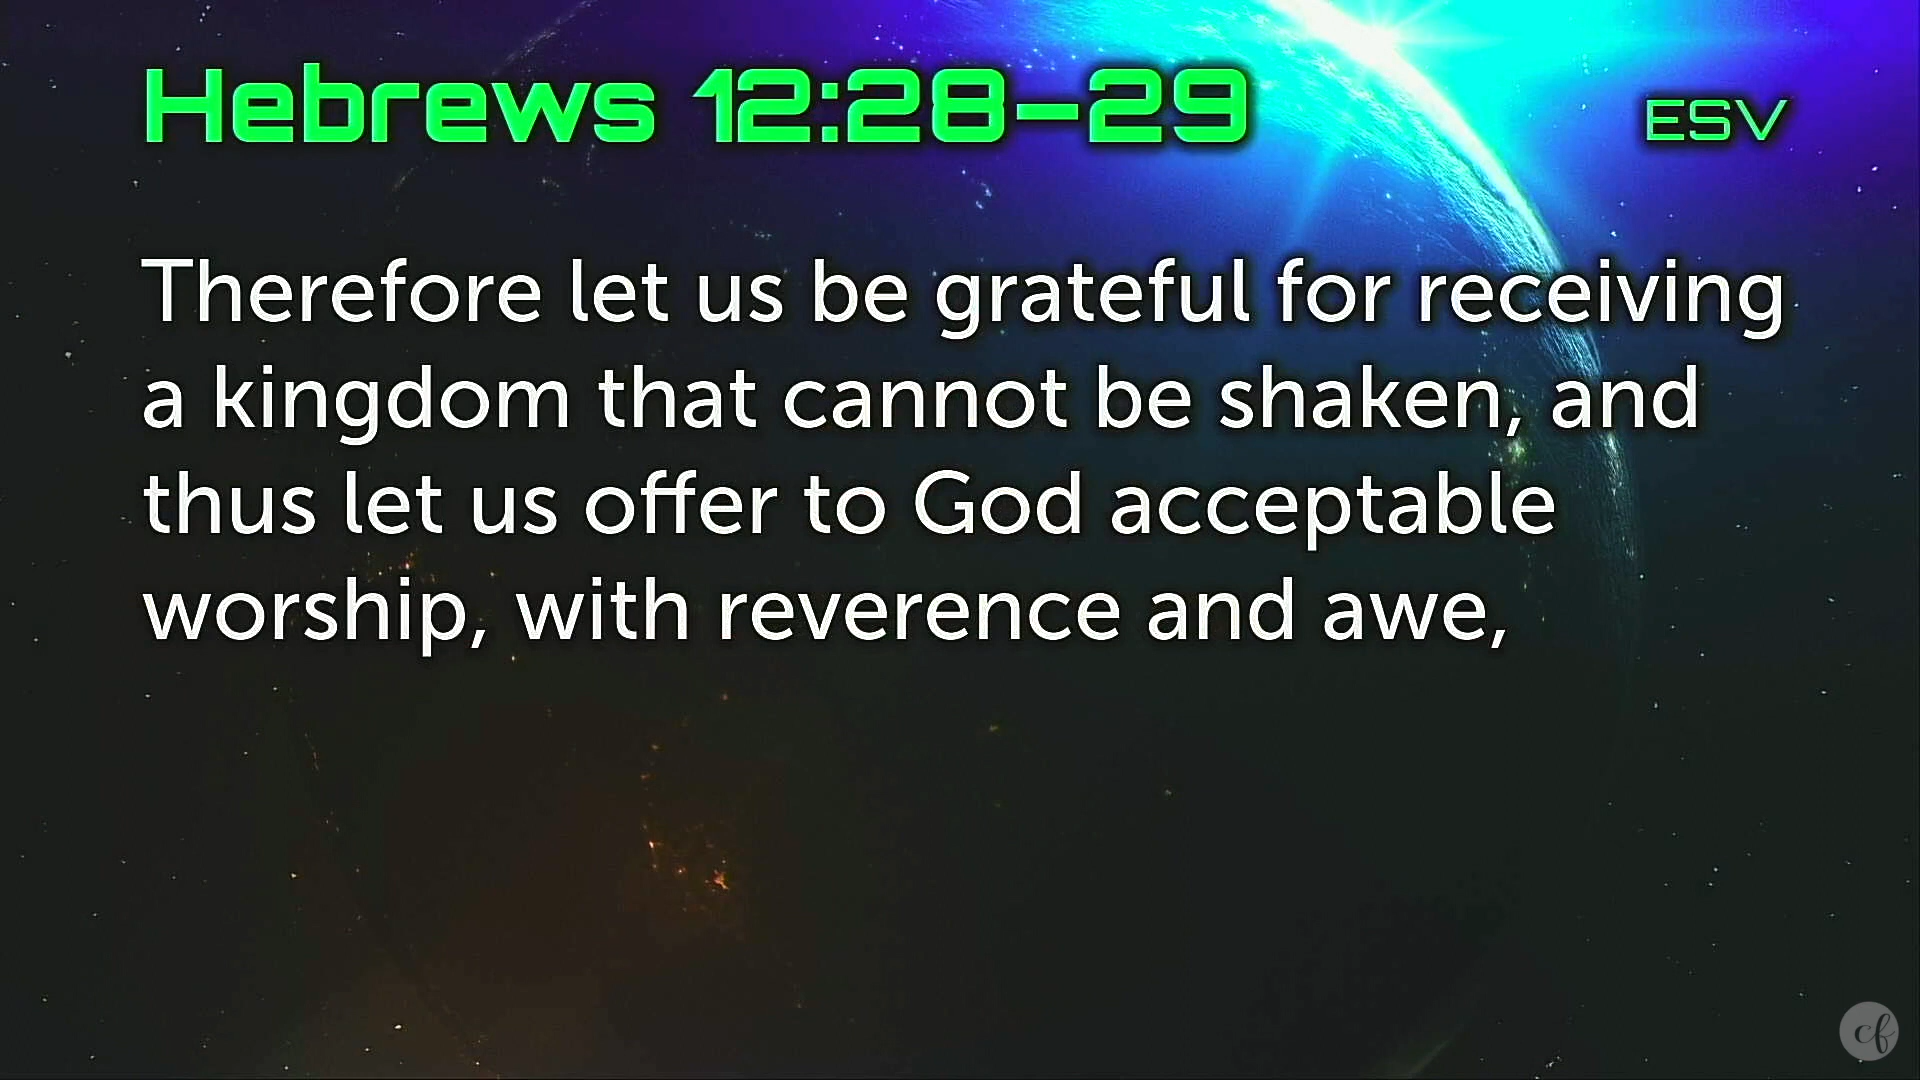 Hebrews 12:28–29
ESV
Therefore let us be grateful for receiving
a kingdom that cannot be shaken, and
thus let us offer to God acceptable
worship, with reverence and awe,
cf